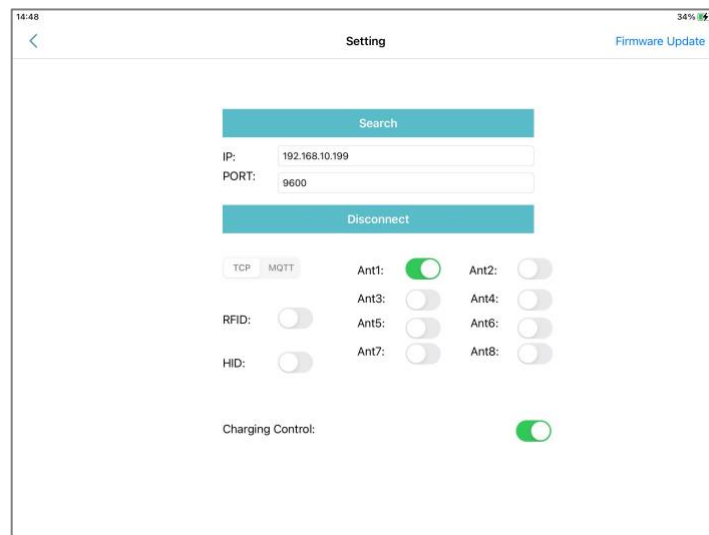 14:48
34%
Setting
Firmware Update
Search
IP:
192.168.10.199
PORT:
9600
Disconnect
TCP MQTT
Ant1:
Ant2:
Ant3:
Ant4:
RFID:
Ant5:
Ant6:
Ant7:
Ant8:
HID:
Charging Control: